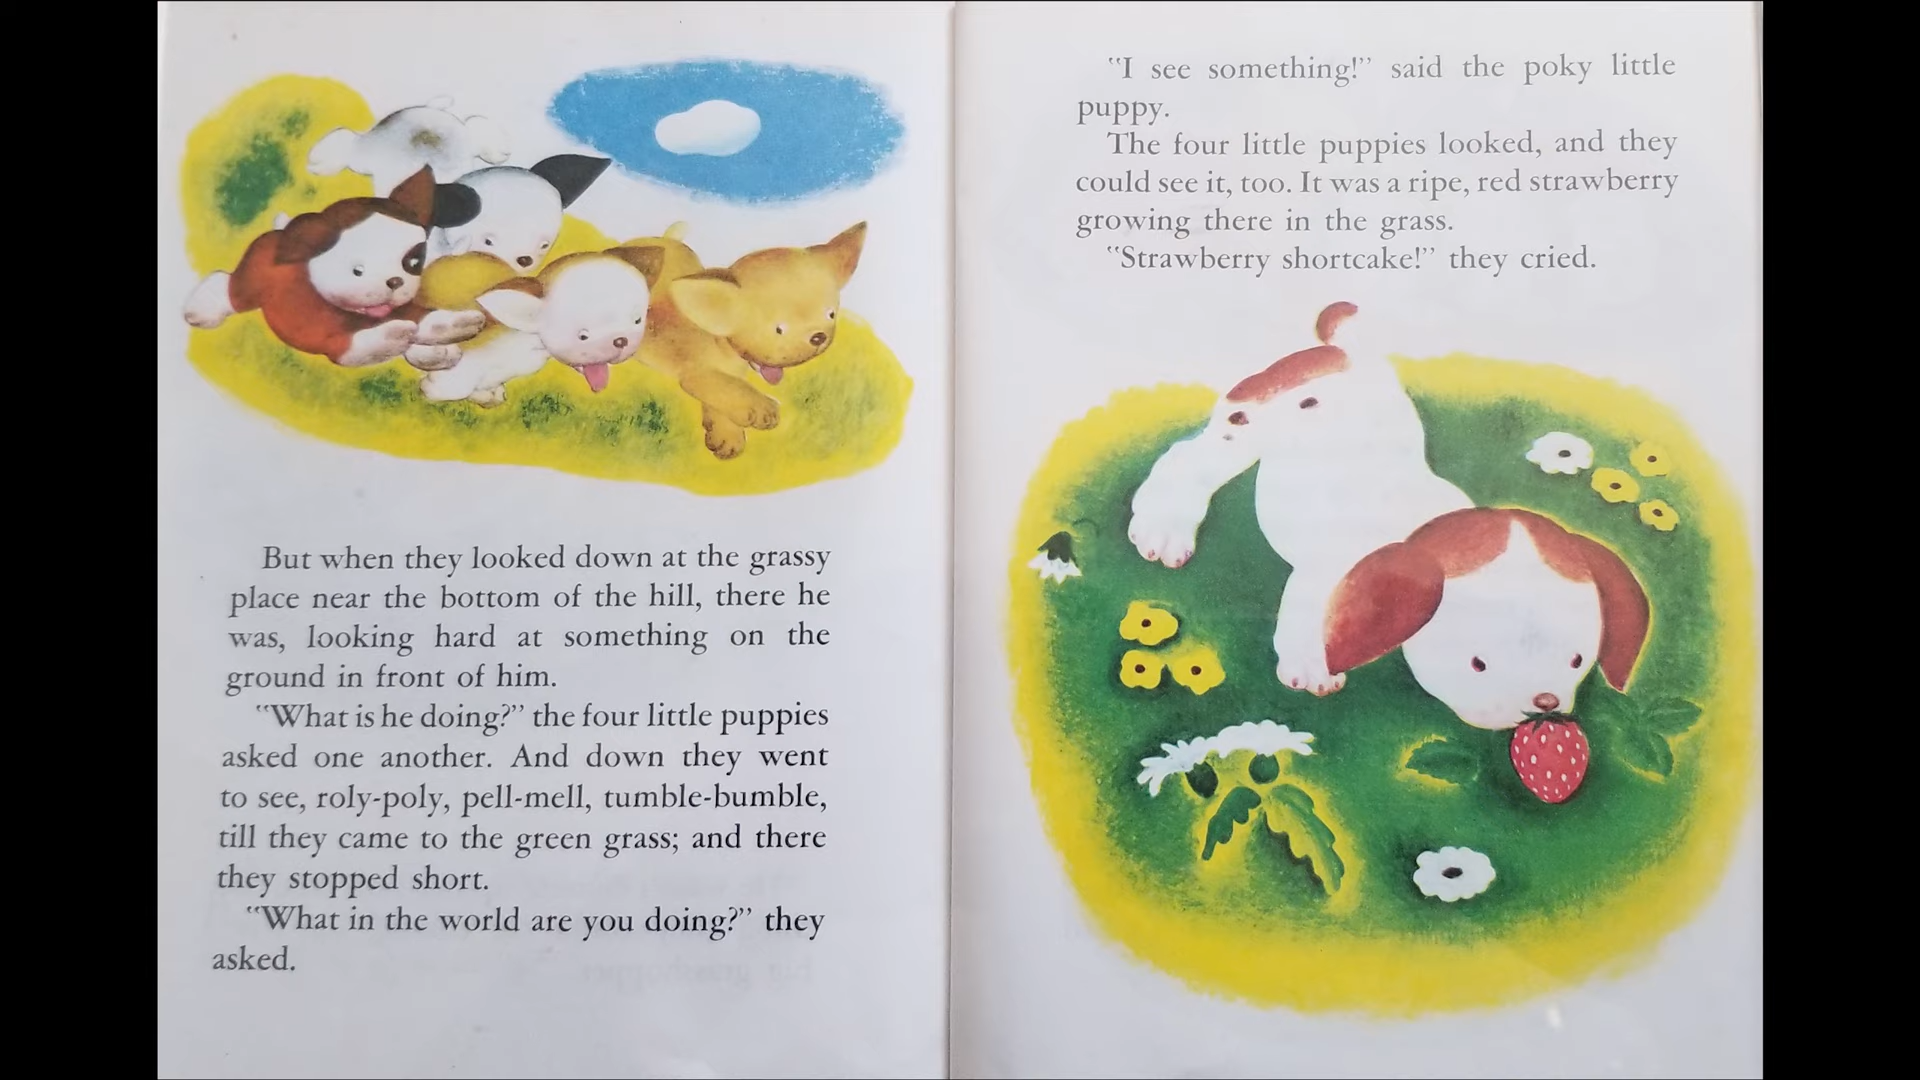 But when they looked down at the grassy
place near the bottom of the hill, there he
was, looking hard at something on the
ground in front of him.
"What is he doing?" the four little puppies
asked one another. And down they went
to see, roly-poly, pell-mell, tumble-bumble,
till they came to the green grass; and there
they stopped short.
"What in the world are you doing?" they
asked.
"I see something!" said the poky little
puppy.
The four little puppies looked, and they
could see it, too. It was a ripe, red strawberry
growing there in the grass.
"Strawberry shortcake!" they cried.